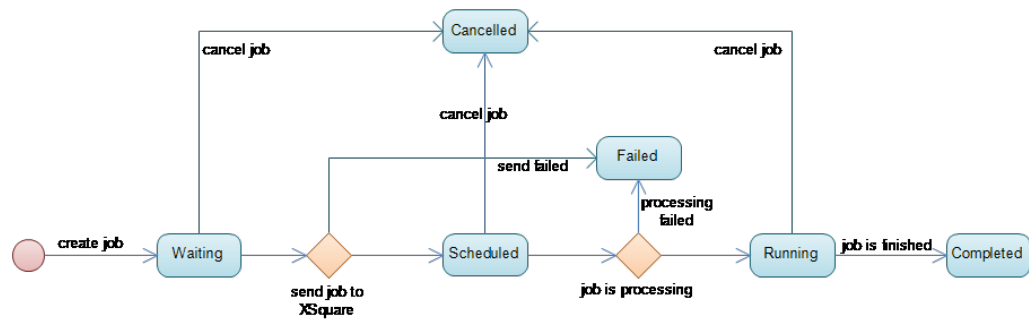 Cancelled
cancel job
cancel job
cancel job
Failed
send failed
processing
failed
create job
Waiting
Scheduled
Running
job is finished
Completed
send job to
XSquare
job is processing